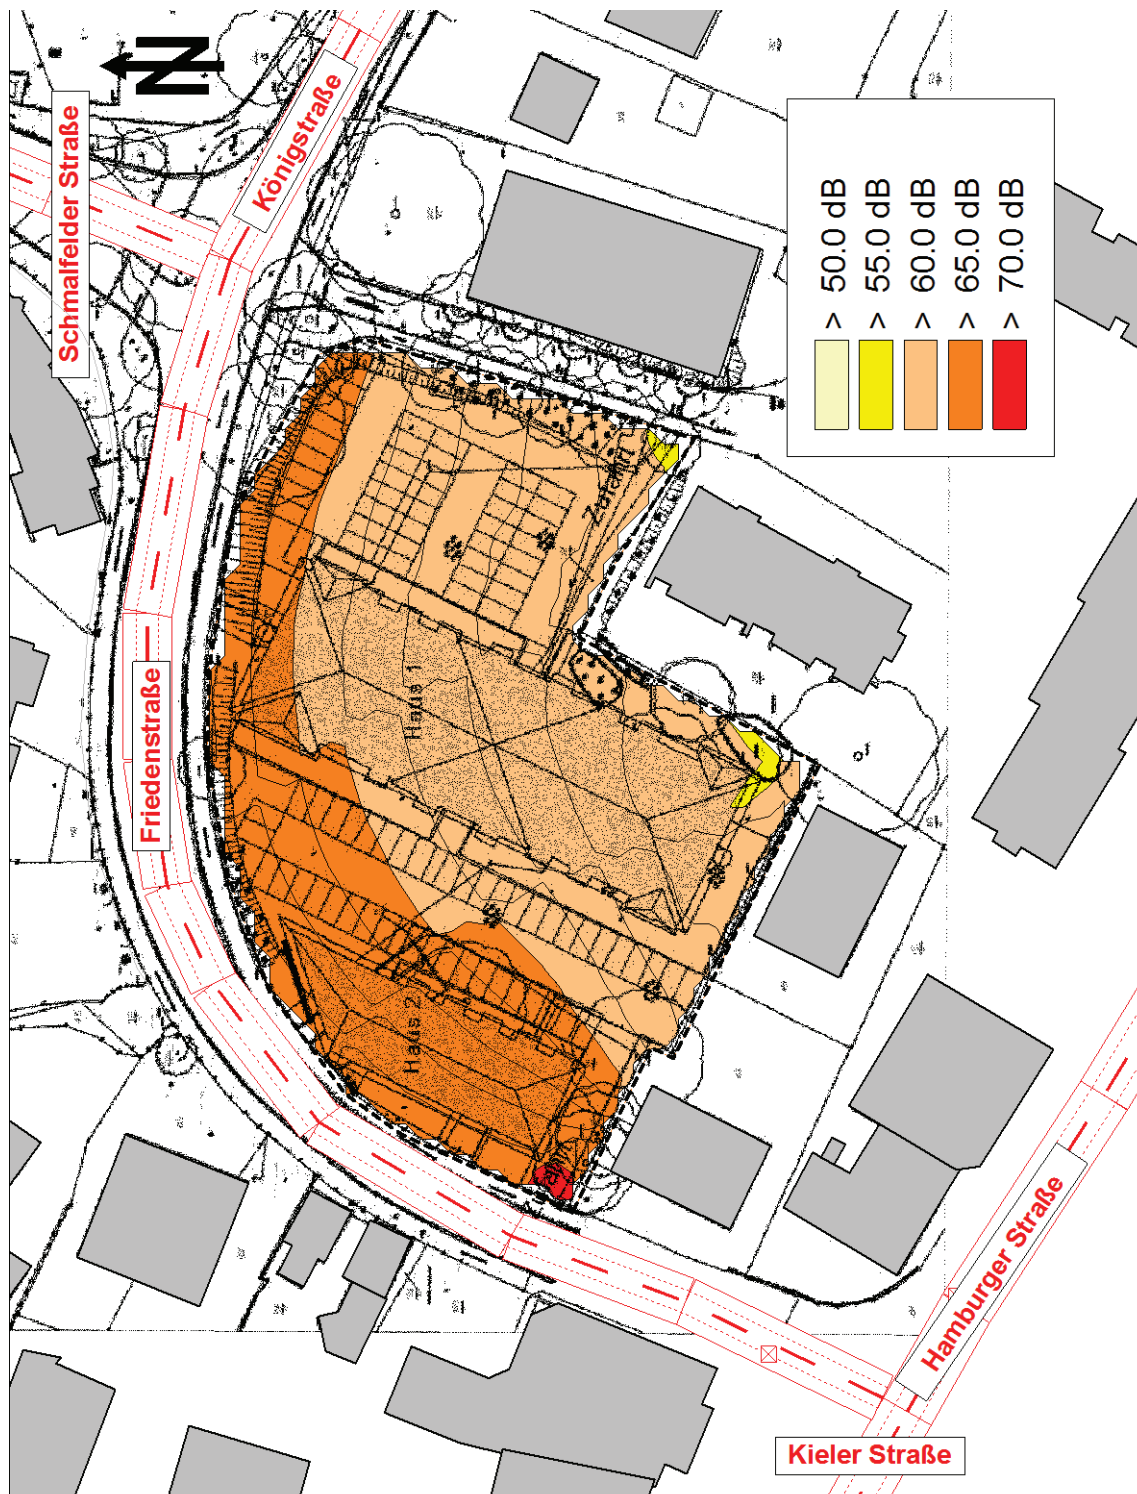 N
Schmalfelder Straße
Königstraße
Friedenstraße
> 50.0 dB
> 55.0 dB
> 60.0 dB
> 65.0 dB
> 70.0 dB
Haus 1
Haus 2
Hamburger Straße
Kieler Straße